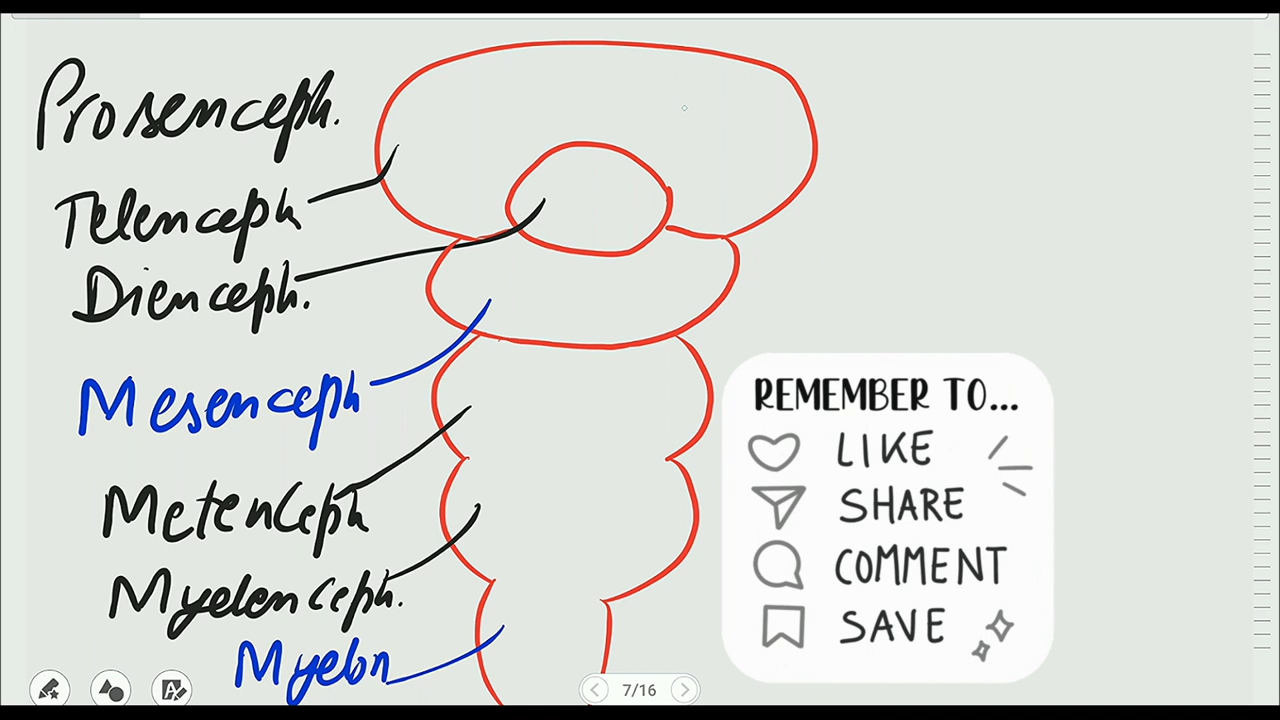 Prosenceph.
Telenceph
Dienceph.
Mesenceph
Metenceph
Myelenceph.
Myelon
REMEMBER TO...
LIKE
SHARE
COMMENT
SAVE
7/16